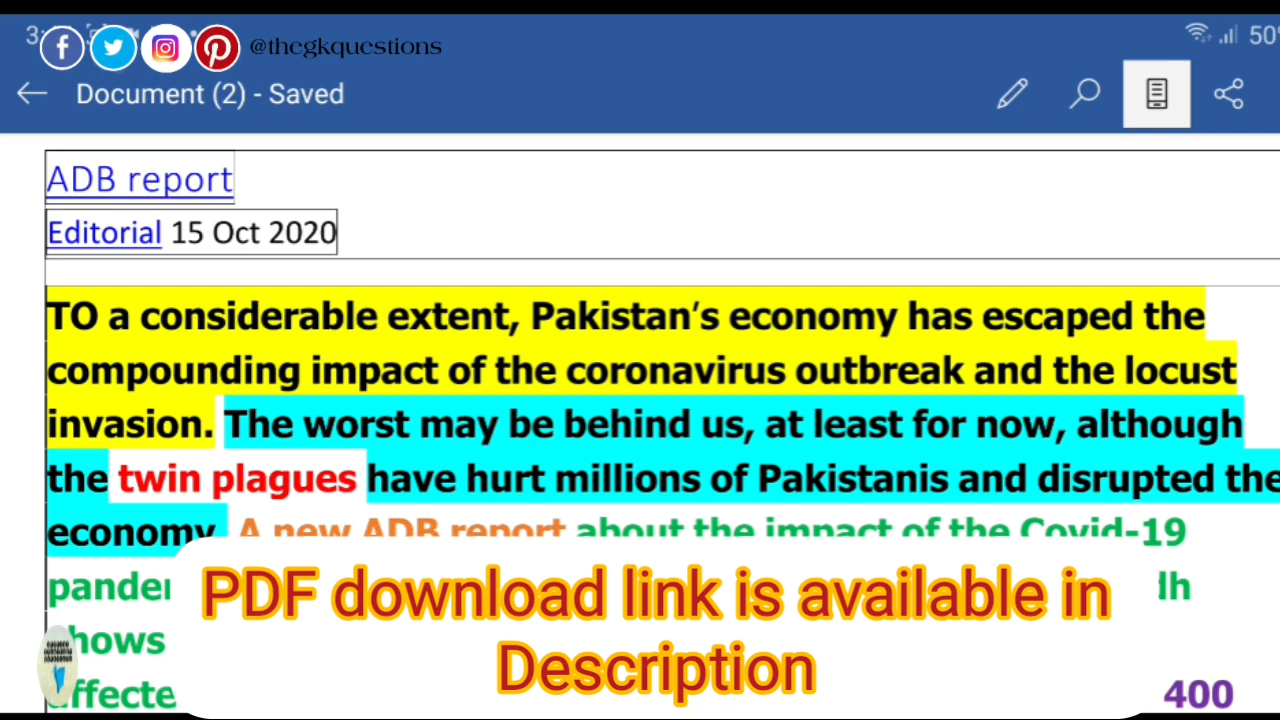 @thegkquestions
50%
Document (2) - Saved
ADB report
Editorial 15 Oct 2020
TO a considerable extent, Pakistan's economy has escaped the
compounding impact of the coronavirus outbreak and the locust
invasion. The worst may be behind us, at least for now, although
the twin plagues have hurt millions of Pakistanis and disrupted the
economy. A new ADB report about the impact of the Covid-19
PDF download link is available in
Description
400